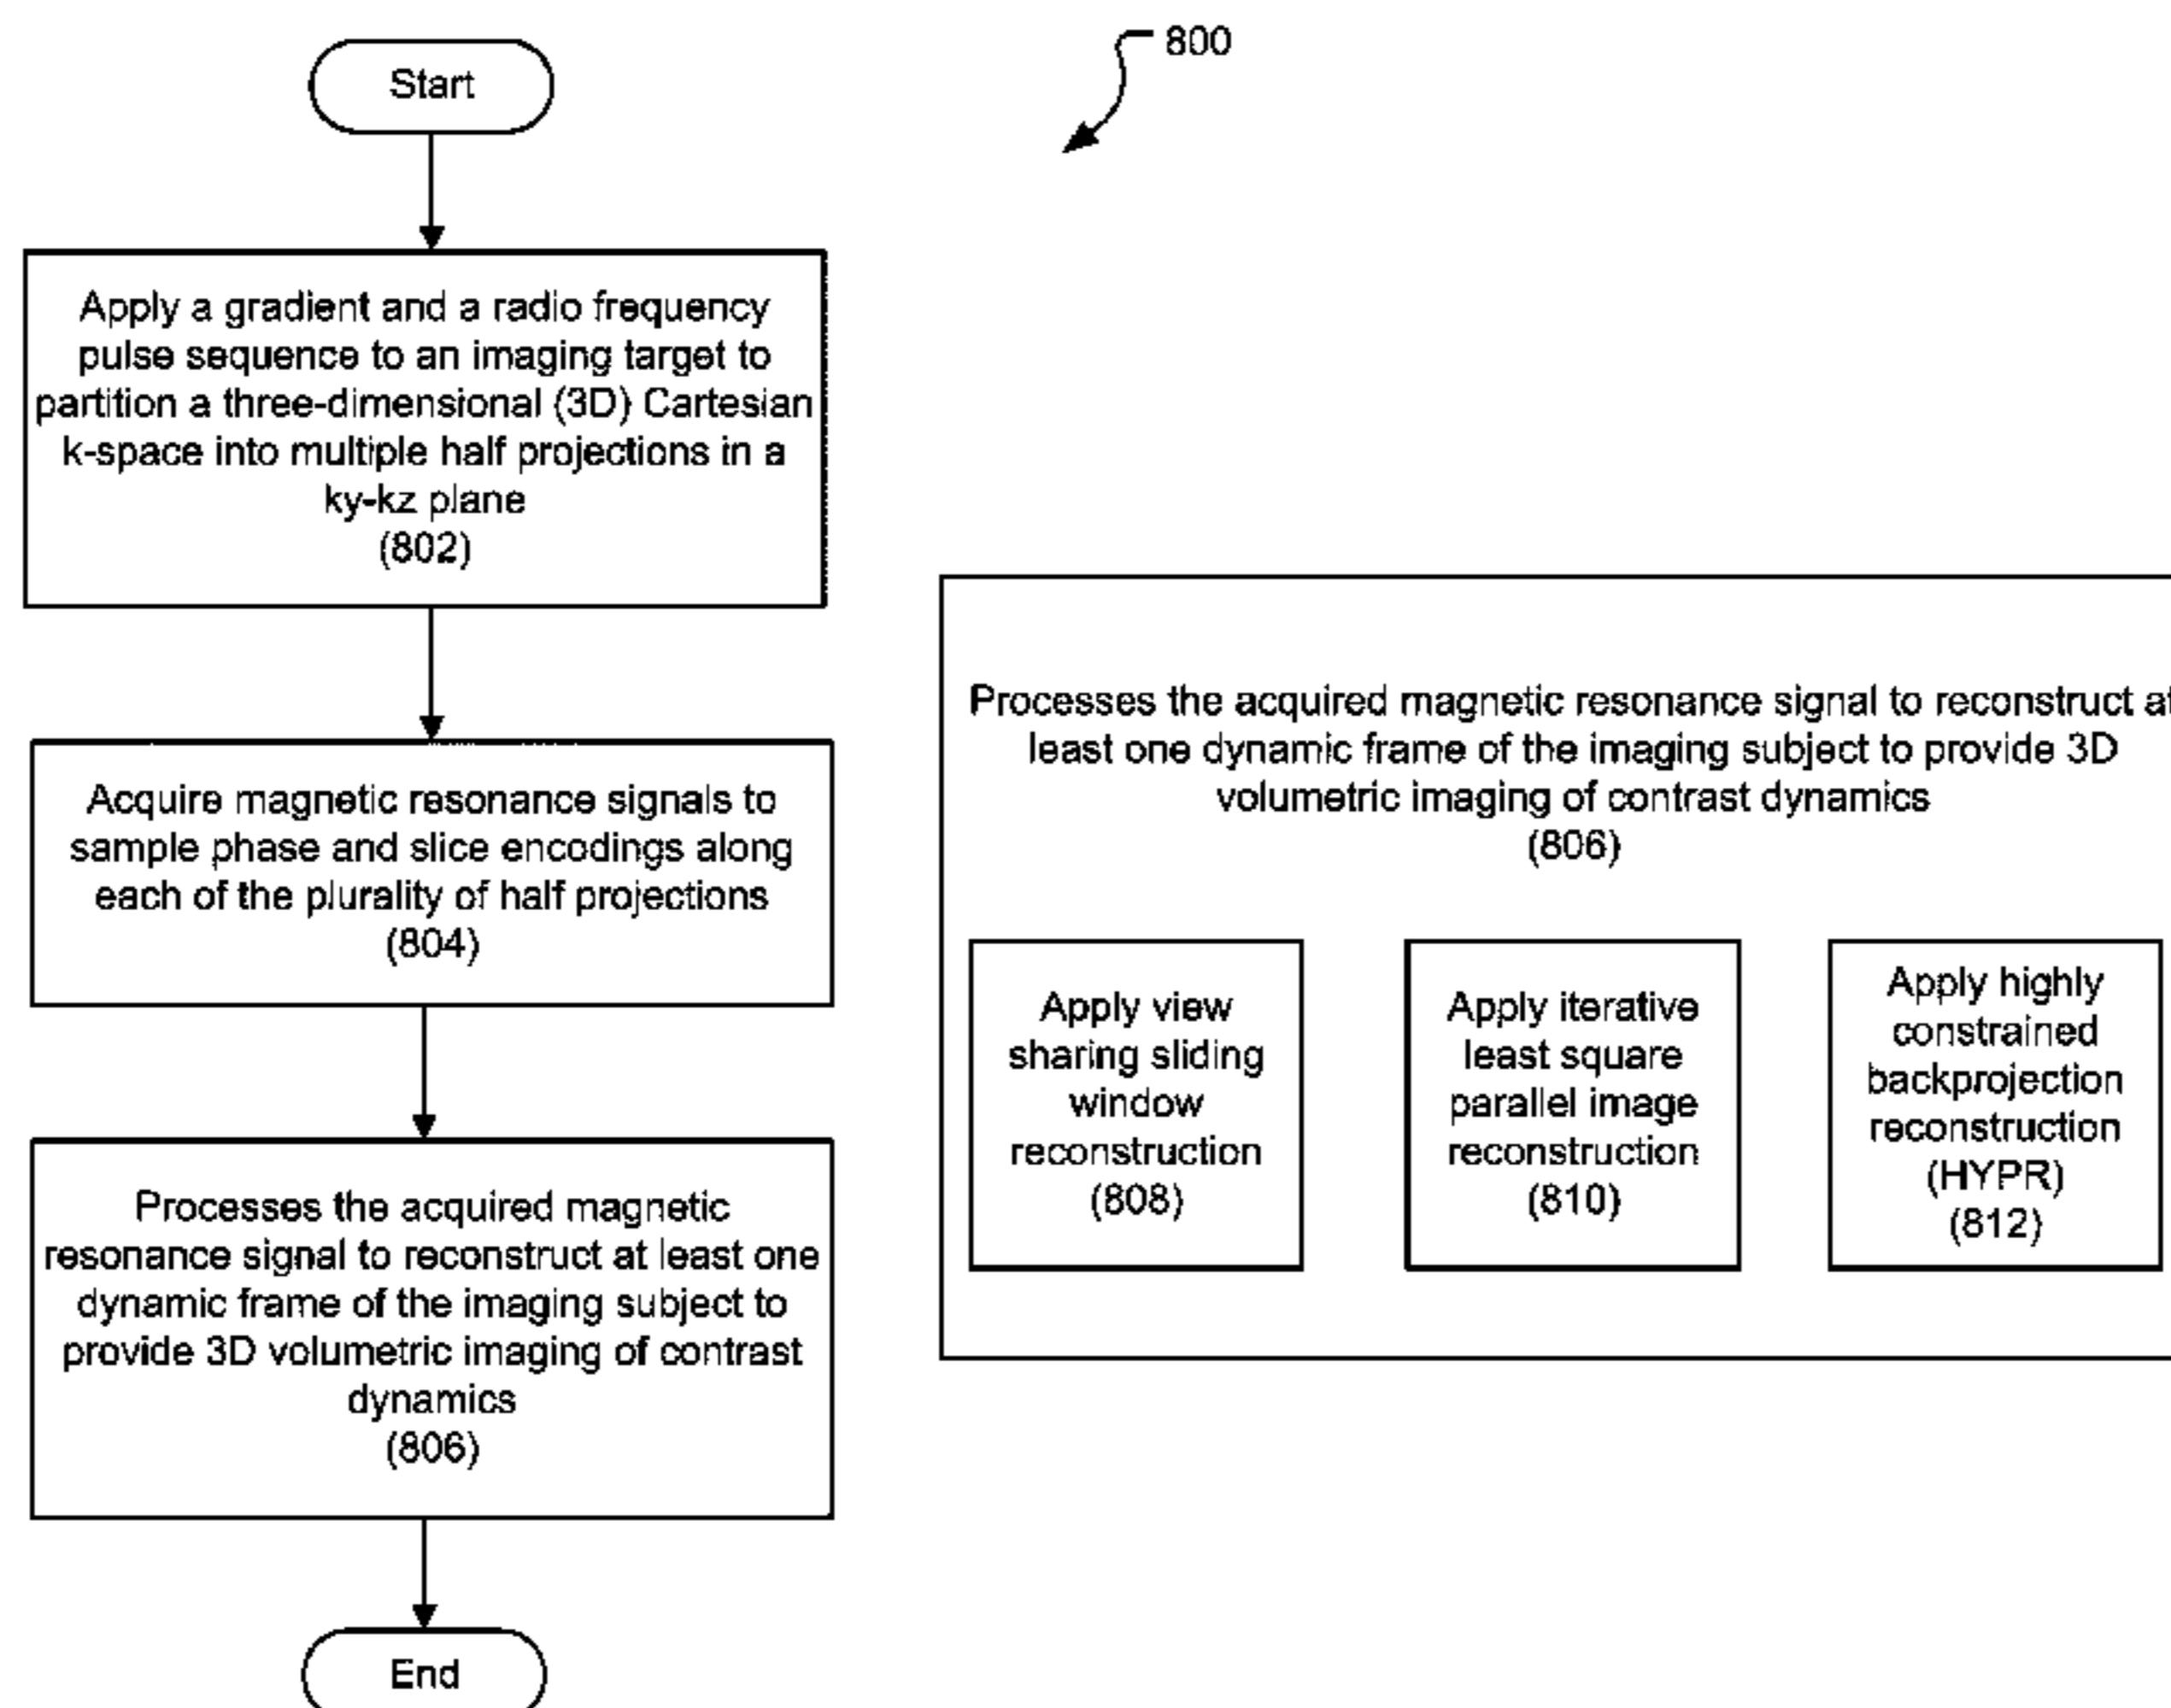 Start
800
Apply a gradient and a radio frequency
pulse sequence to an imaging target to
partition a three-dimensional (3D) Cartesian
k-space into multiple half projections in a
ky-kz plane
(802)
Acquire magnetic resonance signals to
sample phase and slice encodings along
each of the plurality of half projections
(804)
Processes the acquired magnetic
resonance signal to reconstruct at least one
dynamic frame of the imaging subject to
provide 3D volumetric imaging of contrast
dynamics
(806)
End
Processes the acquired magnetic resonance signal to reconstruct at
least one dynamic frame of the imaging subject to provide 3D
volumetric imaging of contrast dynamics
(806)
Apply view
sharing sliding
window
reconstruction
(808)
Apply iterative
least square
parallel image
reconstruction
(810)
Apply highly
constrained
backprojection
reconstruction
(HYPR)
(812)